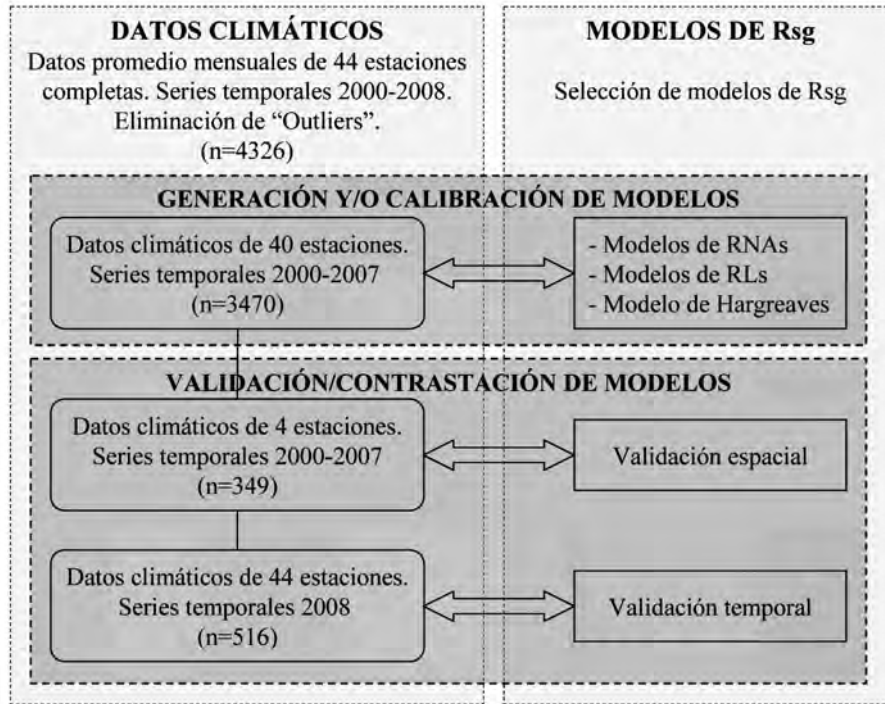 DATOS CLIMÁTICOS
Datos promedio mensuales de 44 estaciones
completas. Series temporales 2000-2008.
Eliminación de “Outliers”.
(n=4326)
MODELOS DE Rsg
Selección de modelos de Rsg
GENERACIÓN Y/O CALIBRACIÓN DE MODELOS
Datos climáticos de 40 estaciones.
Series temporales 2000-2007
(n=3470)
- Modelos de RNAs
- Modelos de RLs
- Modelo de Hargreaves
VALIDACIÓN/CONTRASTACIÓN DE MODELOS
Datos climáticos de 4 estaciones.
Series temporales 2000-2007
(n=349)
Validación espacial
Datos climáticos de 44 estaciones.
Series temporales 2008
(n=516)
Validación temporal